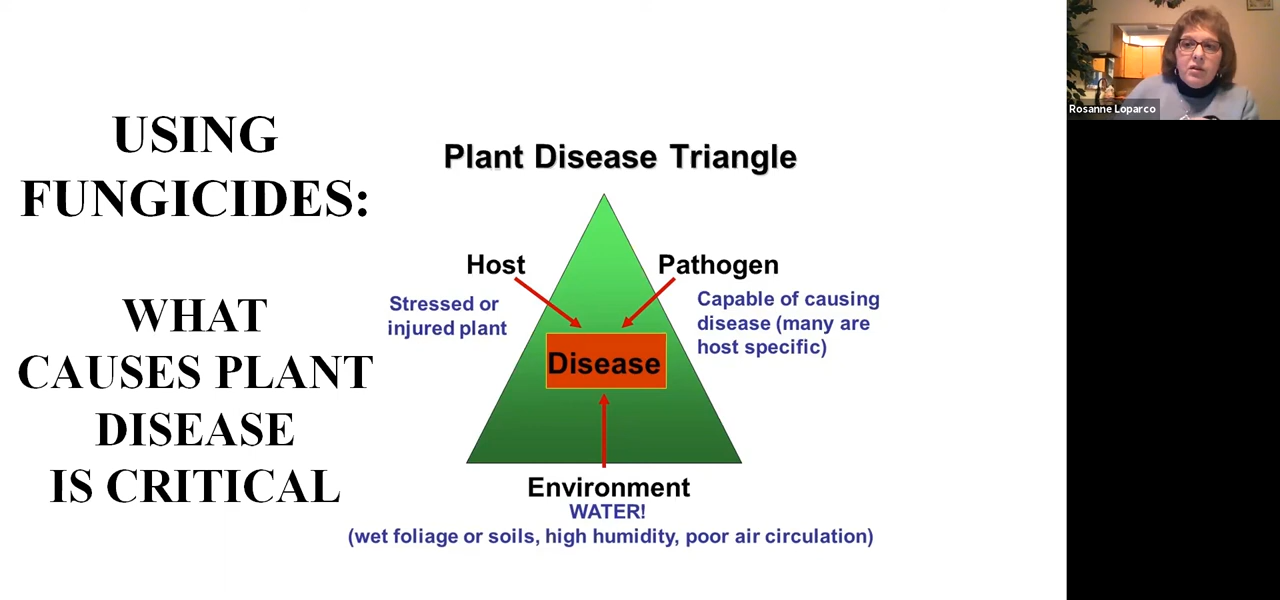 USING
FUNGICIDES:
WHAT
CAUSES PLANT
DISEASE
IS CRITICAL
Plant Disease Triangle
Host
Stressed or
injured plant
Pathogen
Capable of causing
disease (many are
host specific)
Disease
Environment
WATER!
(wet foliage or soils, high humidity, poor air circulation)
Rosanne Loparco